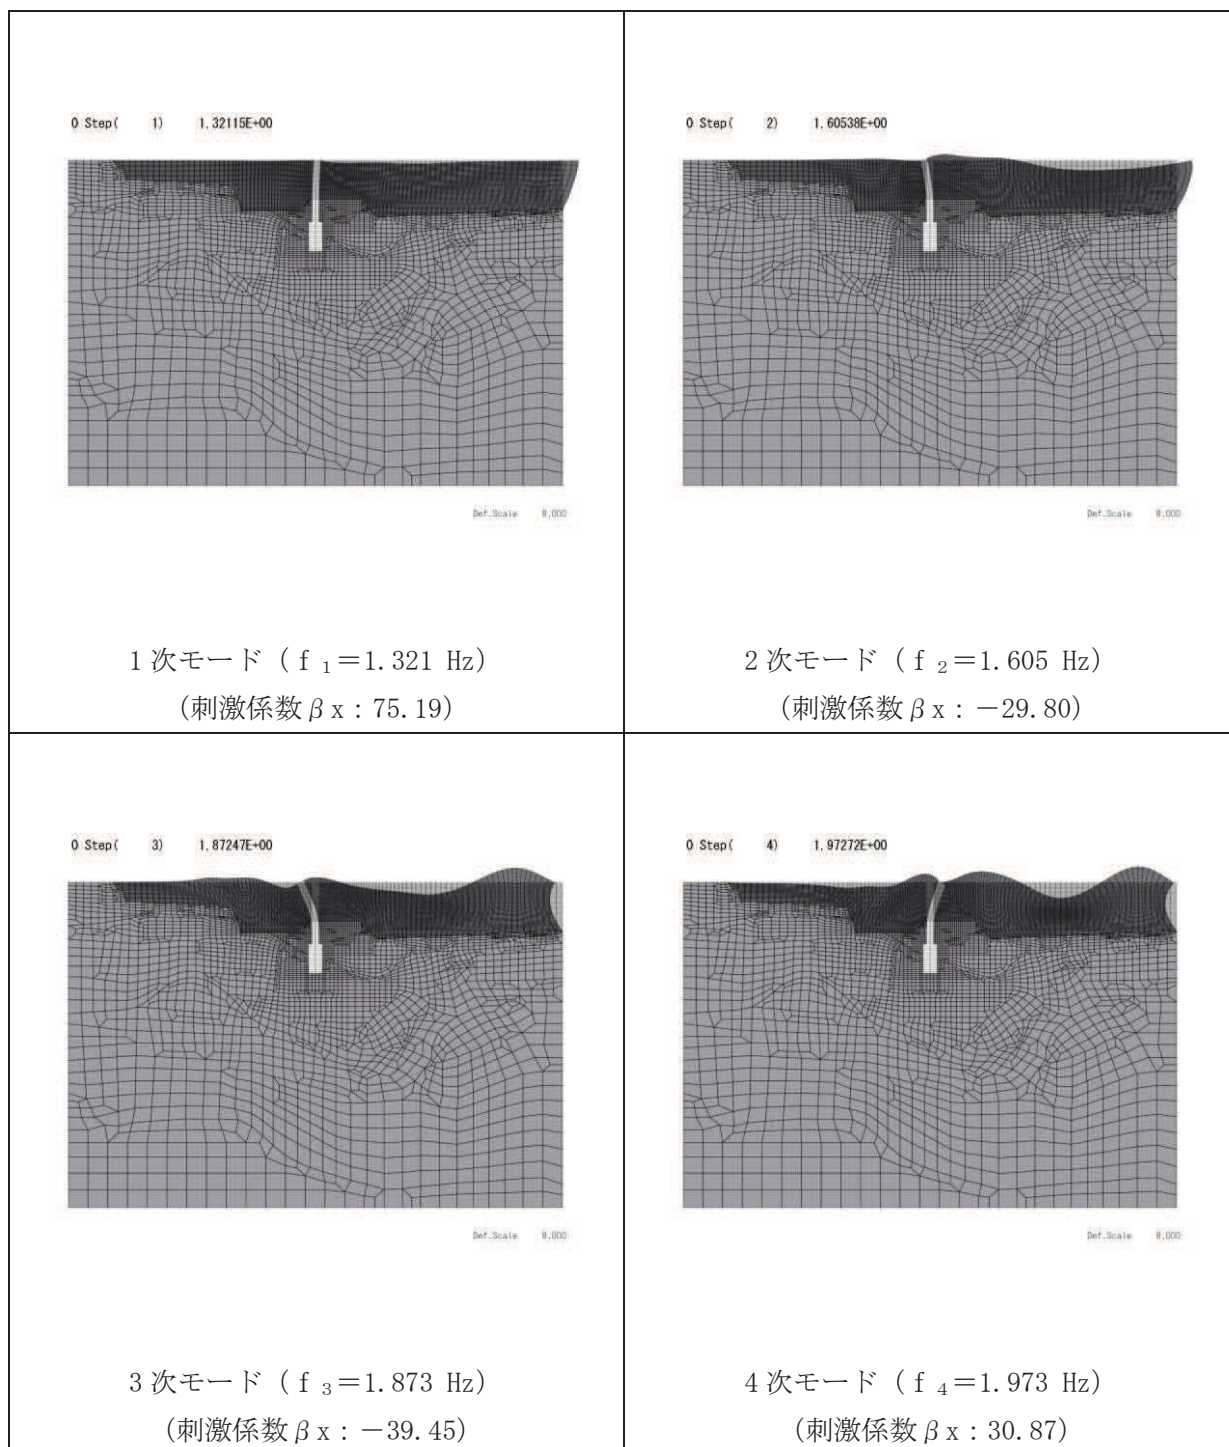 0 Step( 1) 1.32115E+00
Def.Scale 8.000
1 次モード（f ₁＝1.321 Hz）
（刺激係数βx：75.19）
0 Step( 2) 1.60538E+00
Def.Scale 8.000
2 次モード（f ₂＝1.605 Hz）
（刺激係数βx：－29.80）
0 Step( 3) 1.87247E+00
Def.Scale 8.000
3 次モード（f ₃＝1.873 Hz）
（刺激係数βx：－39.45）
0 Step( 4) 1.97272E+00
Def.Scale 8.000
4 次モード（f ₄＝1.973 Hz）
（刺激係数βx：30.87）